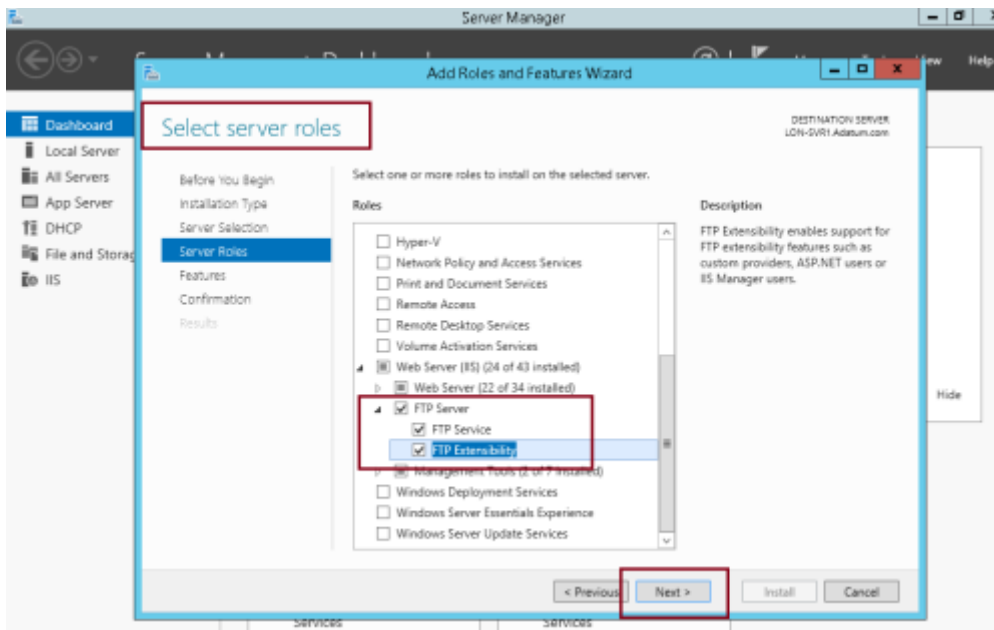 Server Manager
Help
Add Roles and Features Wizard
Dashboard
Local Server
All Servers
App Server
DHCP
File and Storag
IIS
Select server roles
DESTINATION SERVER
LON-SVR1.Adatum.com
Before You Begin
Installation Type
Server Selection
Server Roles
Features
Confirmation
Results
Select one or more roles to install on the selected server.
Roles
Hyper-V
Network Policy and Access Services
Print and Document Services
Remote Access
Remote Desktop Services
Volume Activation Services
Web Server (IIS) (24 of 43 installed)
Web Server (22 of 34 installed)
FTP Server
FTP Service
FTP Extensibility
Management Tools (2 of 7 installed)
Windows Deployment Services
Windows Server Essentials Experience
Windows Server Update Services
Description
FTP Extensibility enables support for
FTP extensibility features such as
custom providers, ASP.NET users or
IIS Manager users.
Hide
< Previous
Next >
Install
Cancel
Services
Services